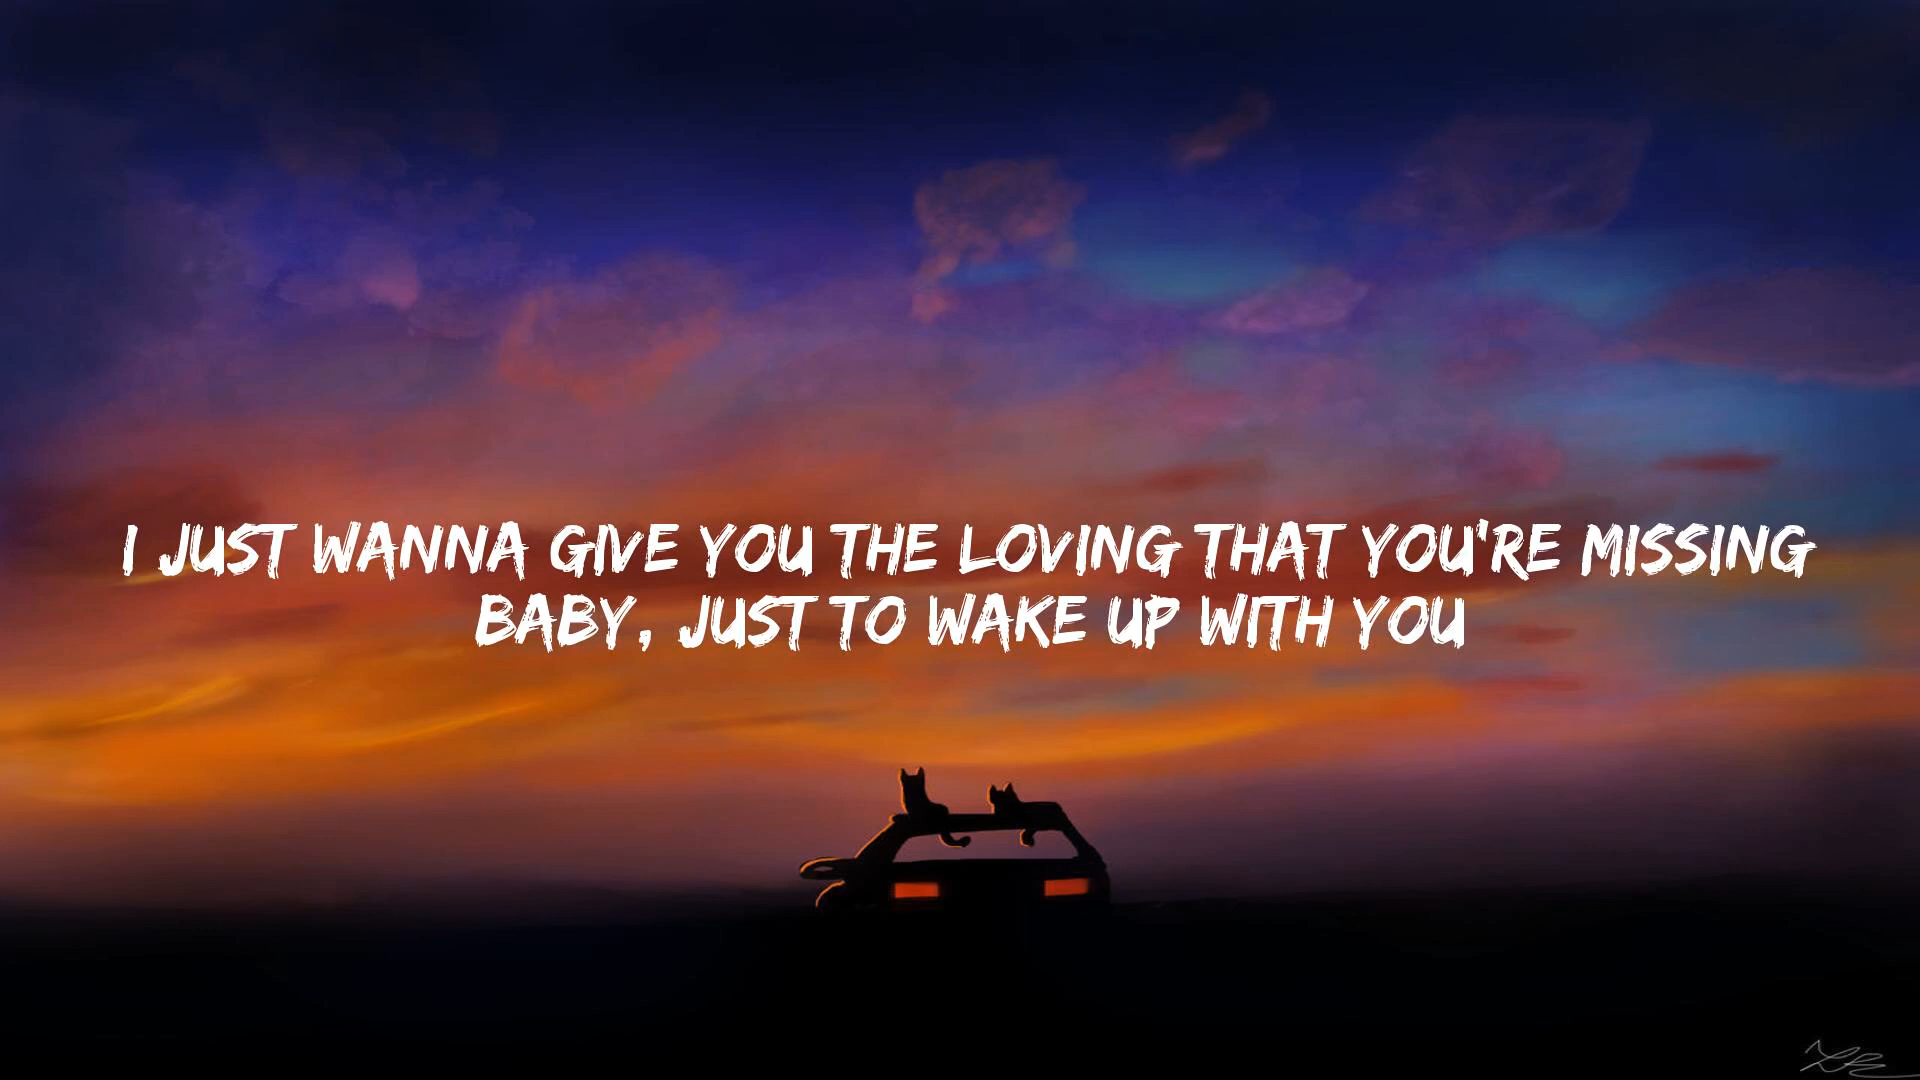 I JUST WANNA GIVE YOU THE LOVING THAT YOU'RE MISSING
BABY, JUST TO WAKE UP WITH YOU